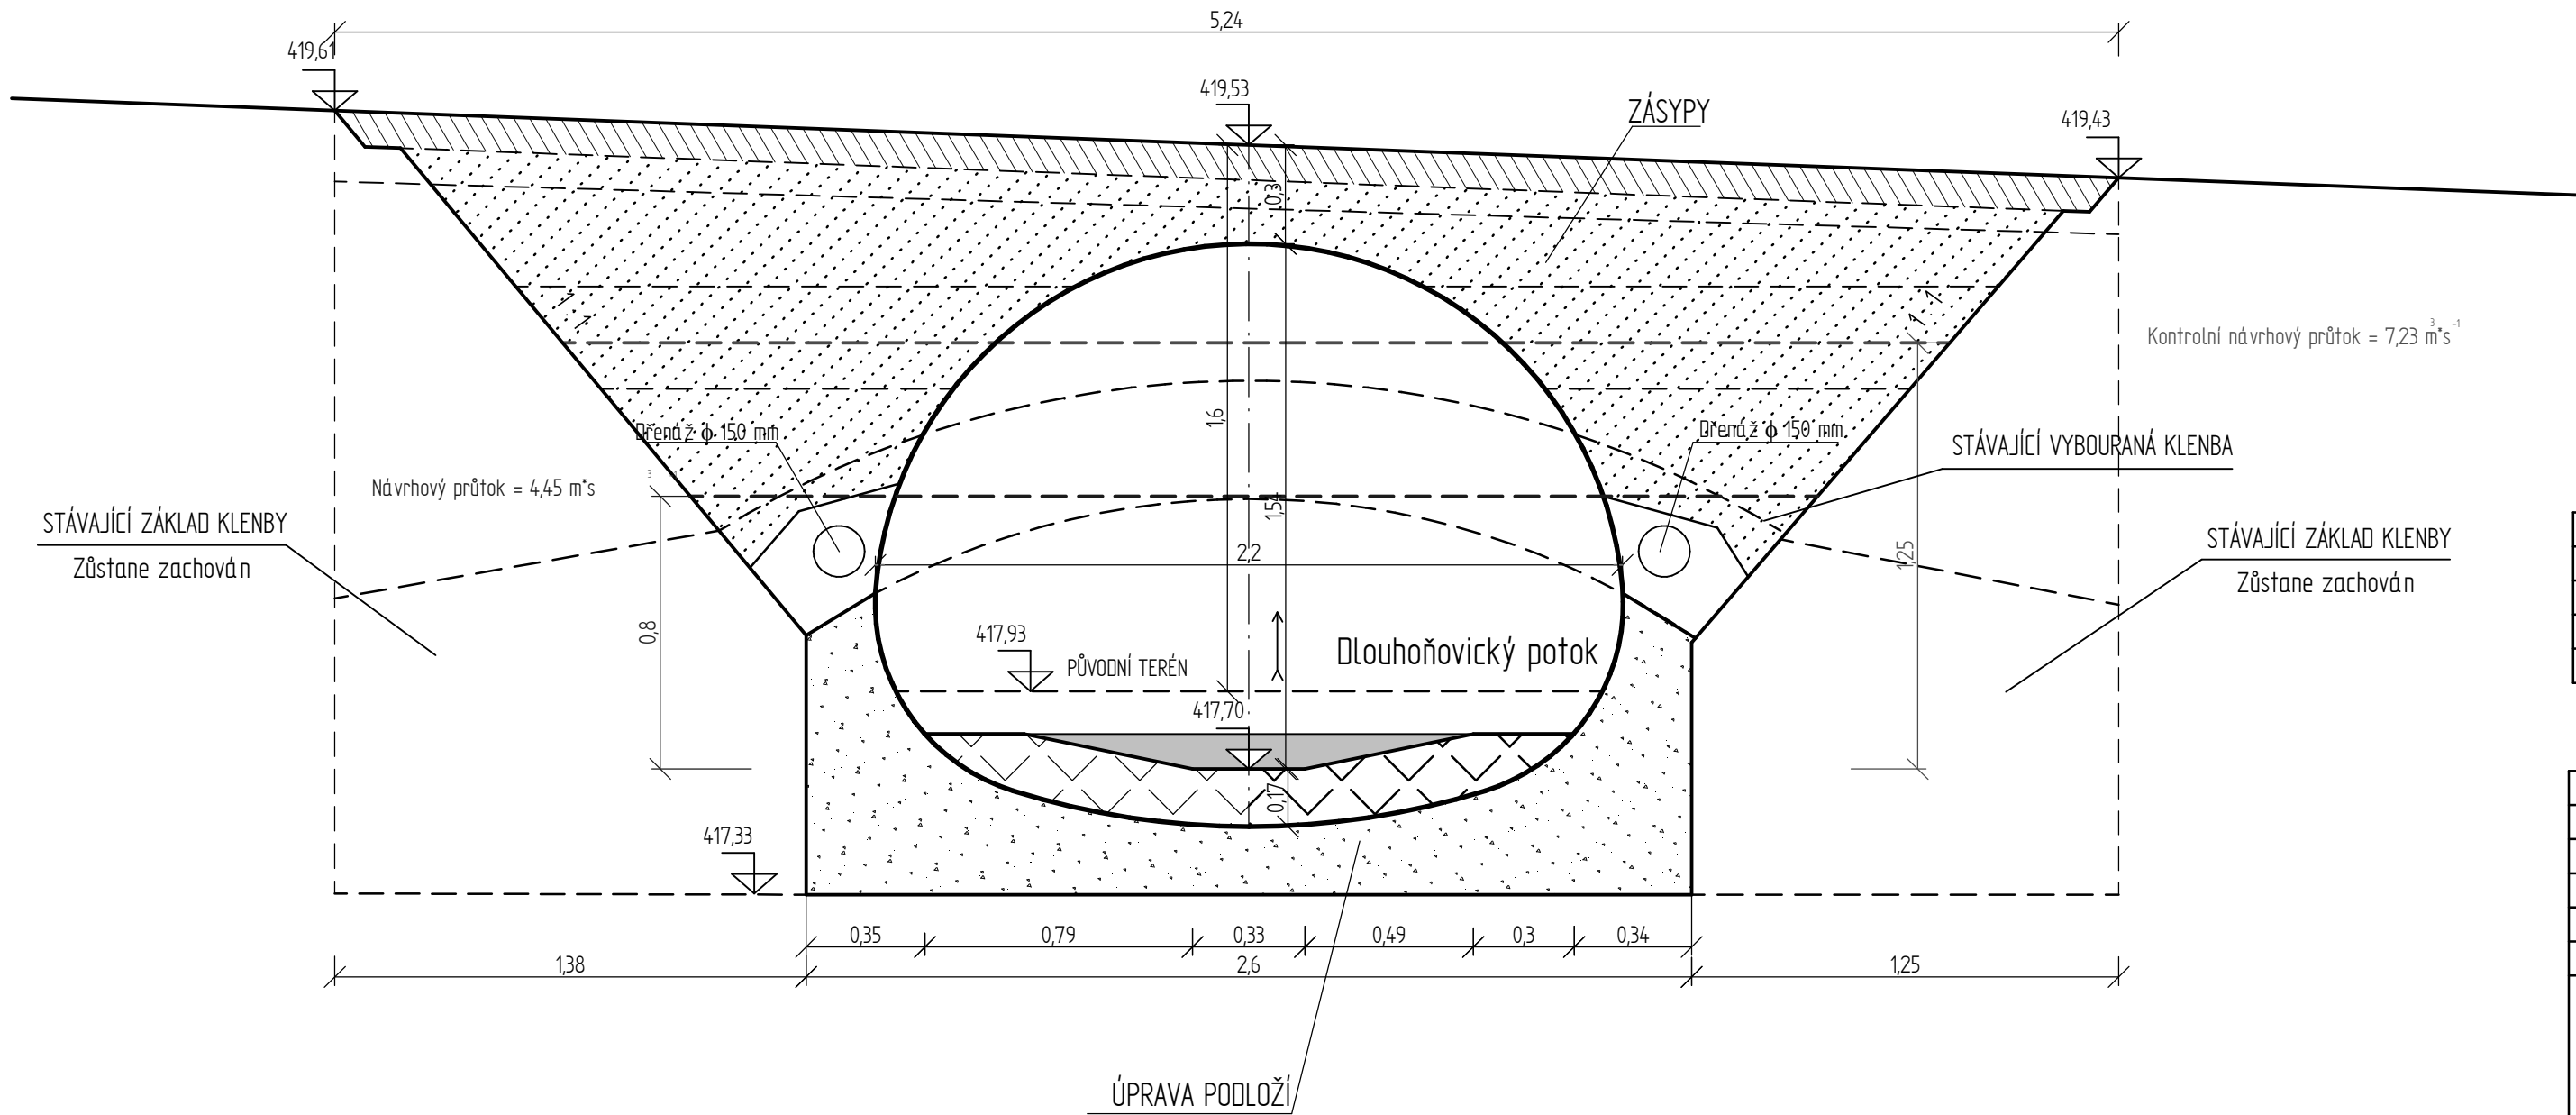 5,24
419,61
419,53
ZÁSYPY
419,43
0,3
1
1
1
1
Kontrolní návrhový průtok = 7,23 m³*s⁻¹
1,6
Drenáž ϕ 150 mm
Drenáž ϕ 150 mm
STÁVAJÍCÍ VYBOURANÁ KLENBA
Návrhový průtok = 4,45 m³*s⁻¹
1,54
STÁVAJÍCÍ ZÁKLAD KLENBY
Zůstane zachován
2,2
1,25
STÁVAJÍCÍ ZÁKLAD KLENBY
Zůstane zachován
0,8
417,93
PŮVODNÍ TERÉN
Dlouhoňovický potok
417,70
0,17
417,33
0,35
0,79
0,33
0,49
0,3
0,34
1,38
2,6
1,25
ÚPRAVA PODLOŽÍ